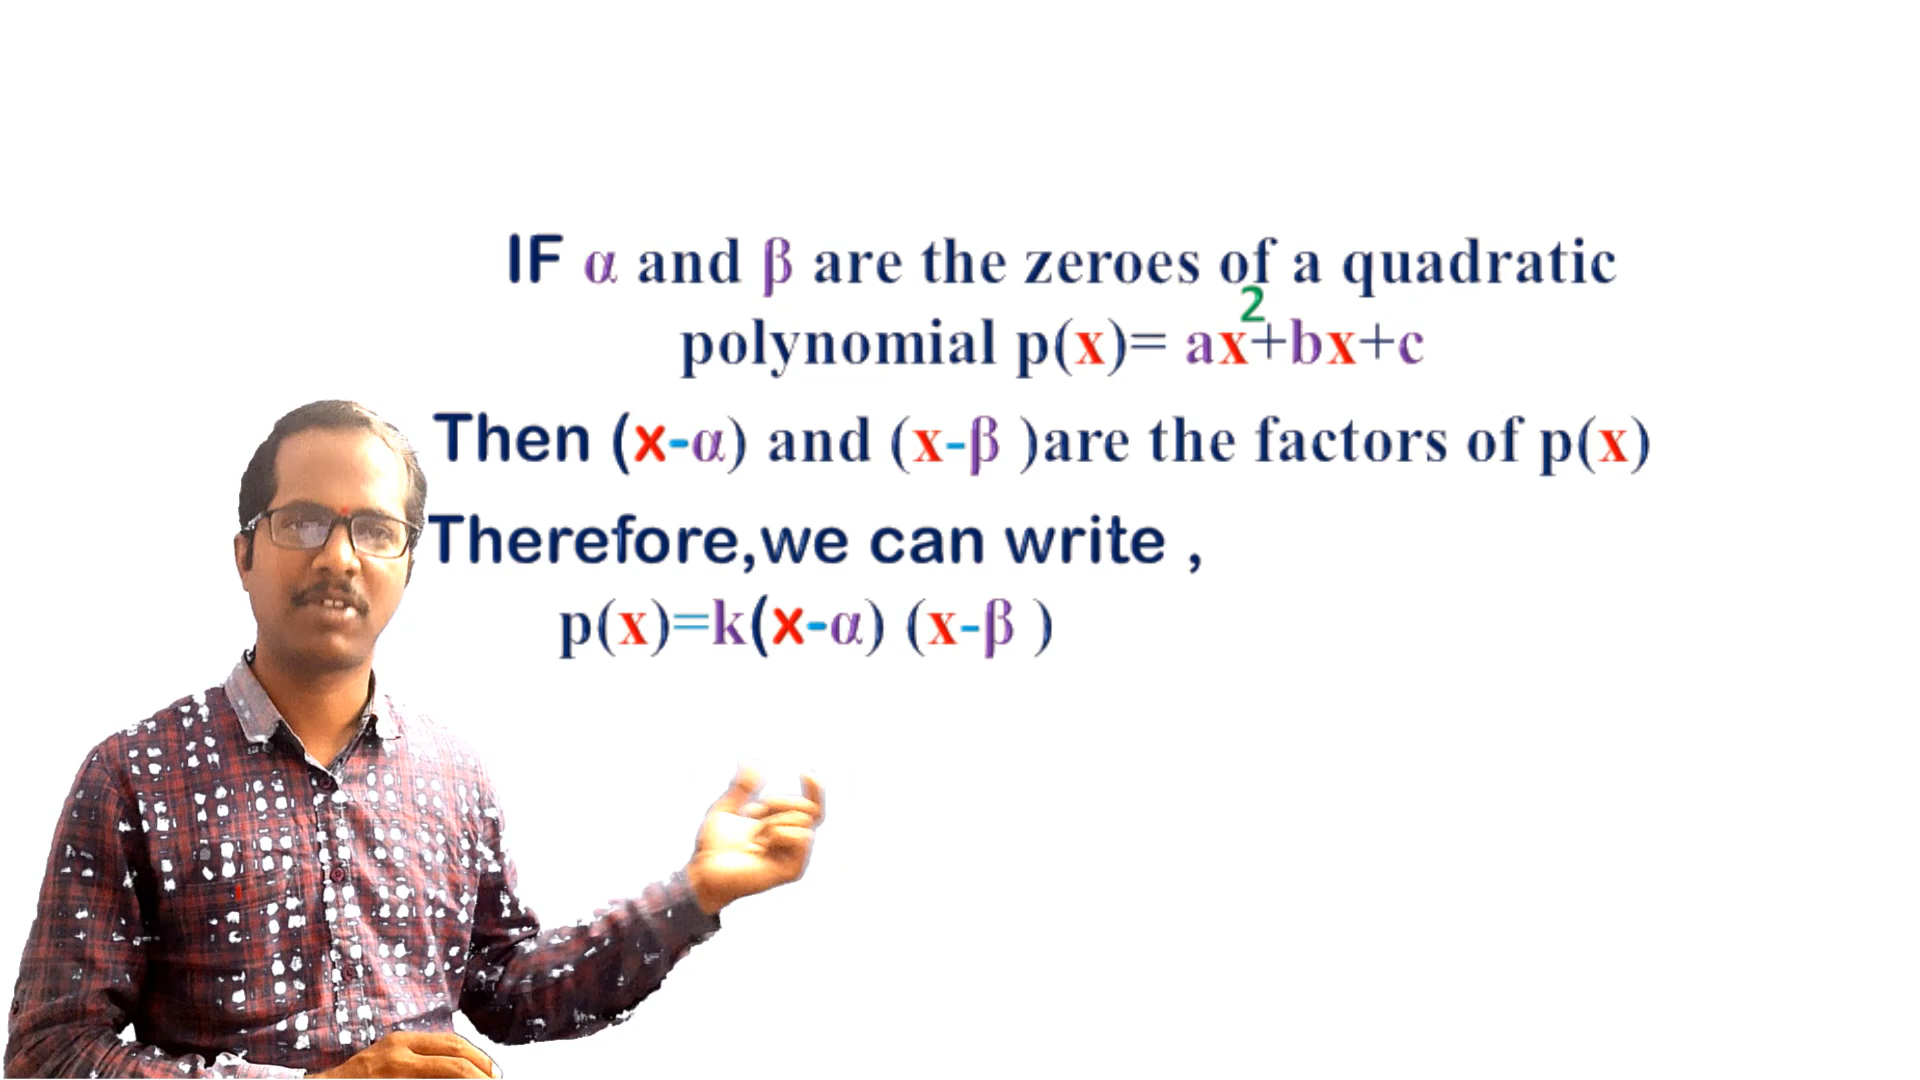 IF α and β are the zeroes of a quadratic
polynomial p(x)= ax²+bx+c
Then (x-α) and (x-β )are the factors of p(x)
Therefore,we can write ,
p(x)=k(x-α) (x-β )